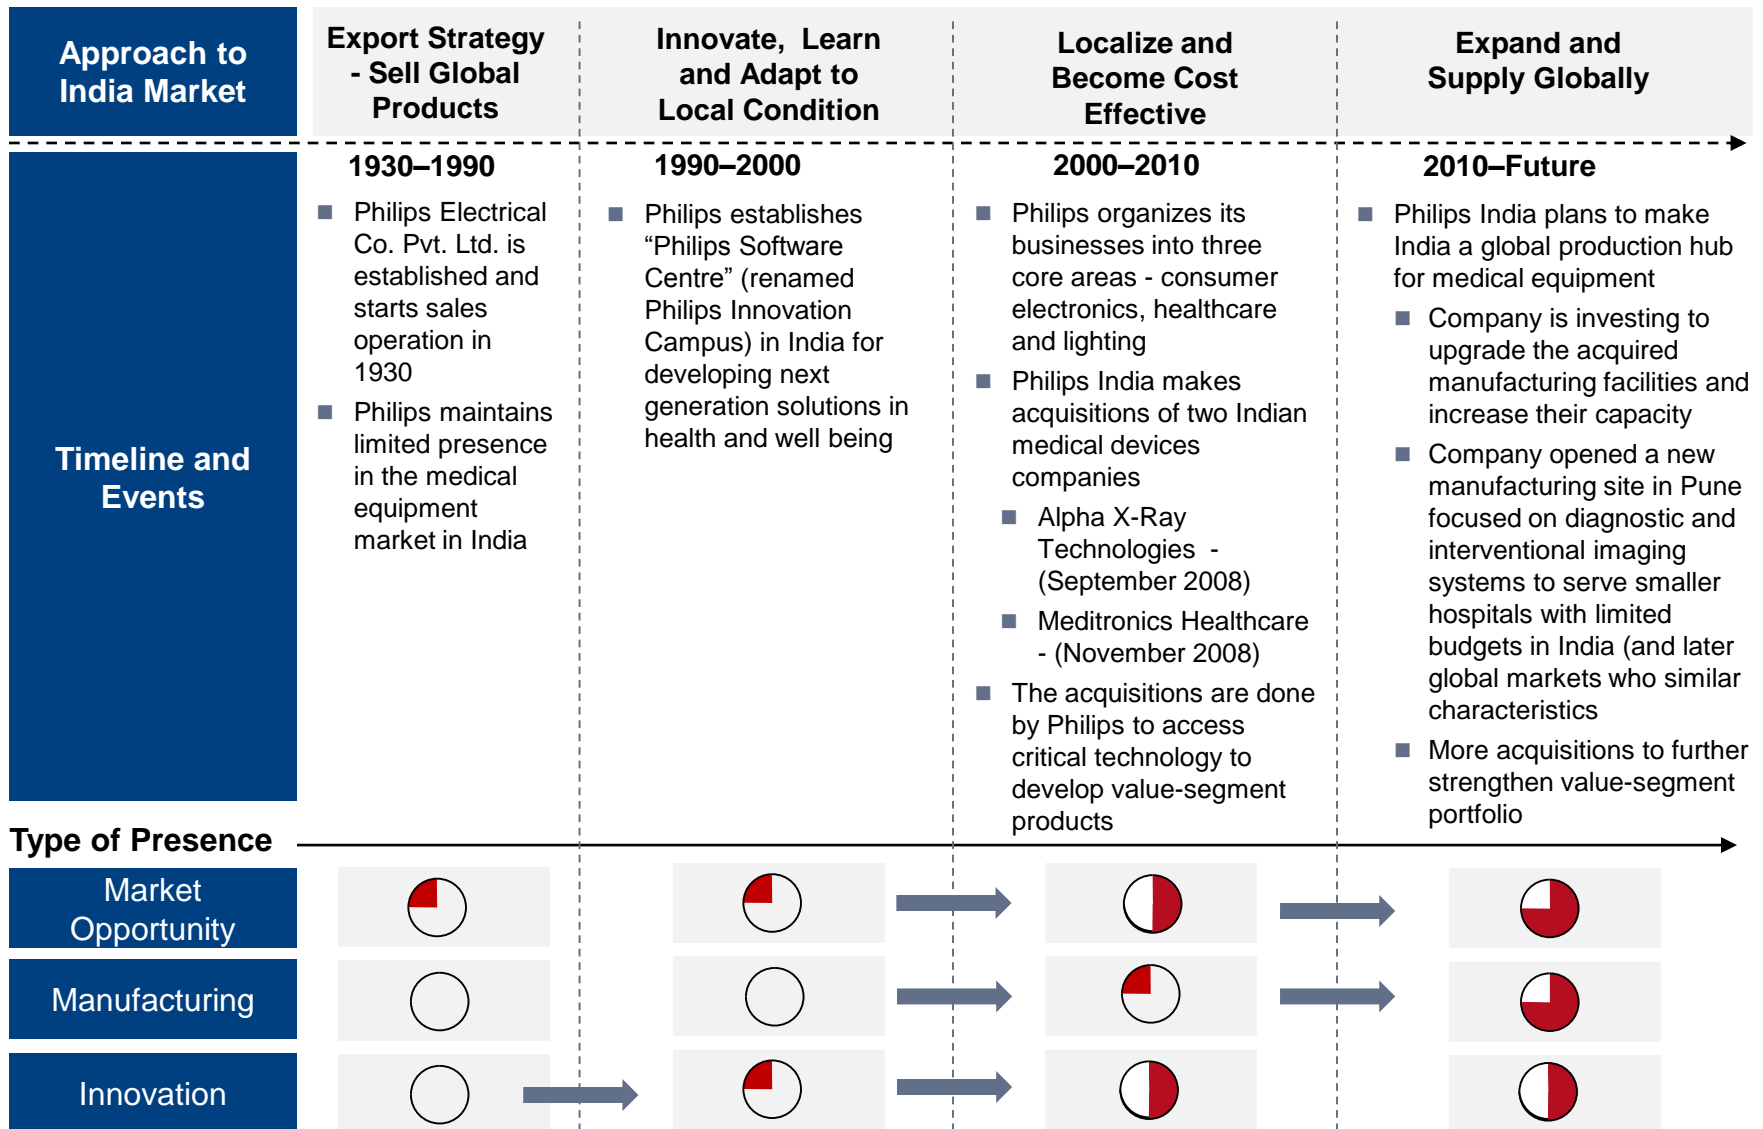 Approach to
India Market
Export Strategy
- Sell Global
Products
Innovate, Learn
and Adapt to
Local Condition
Localize and
Become Cost
Effective
Expand and
Supply Globally
Timeline and
Events
1930–1990
Philips Electrical
Co. Pvt. Ltd. is
established and
starts sales
operation in
1930
Philips maintains
limited presence
in the medical
equipment
market in India
1990–2000
Philips establishes
“Philips Software
Centre” (renamed
Philips Innovation
Campus) in India for
developing next
generation solutions in
health and well being
2000–2010
Philips organizes its
businesses into three
core areas - consumer
electronics, healthcare
and lighting
Philips India makes
acquisitions of two Indian
medical devices
companies
Alpha X-Ray
Technologies -
(September 2008)
Meditronics Healthcare
- (November 2008)
The acquisitions are done
by Philips to access
critical technology to
develop value-segment
products
2010–Future
Philips India plans to make
India a global production hub
for medical equipment
Company is investing to
upgrade the acquired
manufacturing facilities and
increase their capacity
Company opened a new
manufacturing site in Pune
focused on diagnostic and
interventional imaging
systems to serve smaller
hospitals with limited
budgets in India (and later
global markets who similar
characteristics
More acquisitions to further
strengthen value-segment
portfolio
Type of Presence
Market
Opportunity
Manufacturing
Innovation